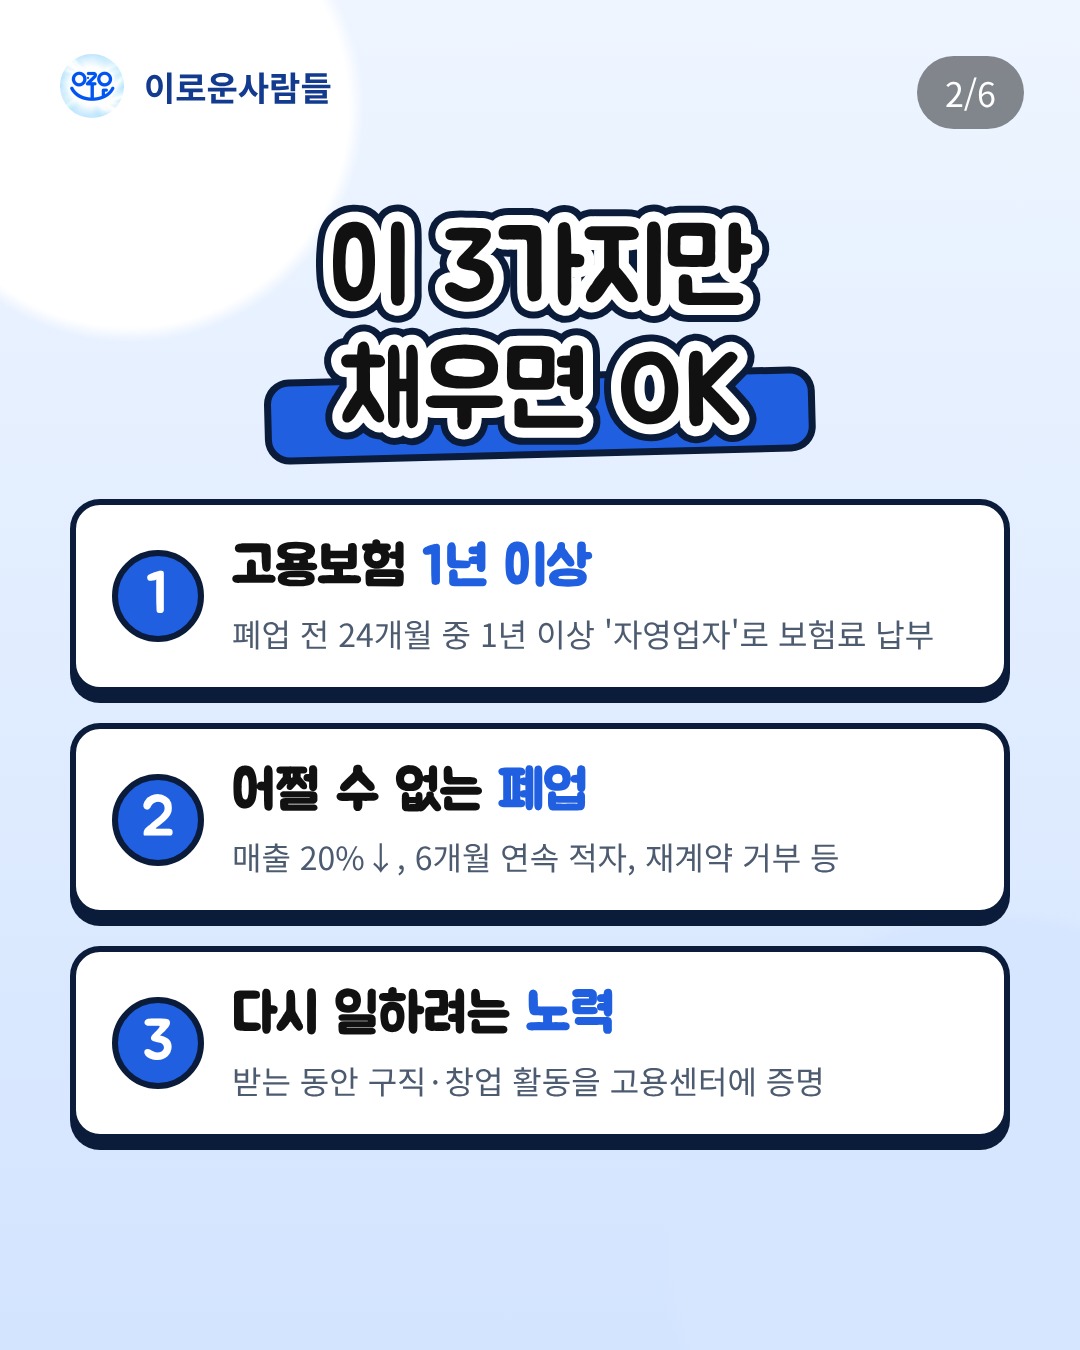 이로운사람들
2/6
이 3가지만
채우면 OK
1
고용보험 1년 이상
폐업 전 24개월 중 1년 이상 '자영업자'로 보험료 납부
2
어쩔 수 없는 폐업
매출 20%↓, 6개월 연속 적자, 재계약 거부 등
3
다시 일하려는 노력
받는 동안 구직·창업 활동을 고용센터에 증명